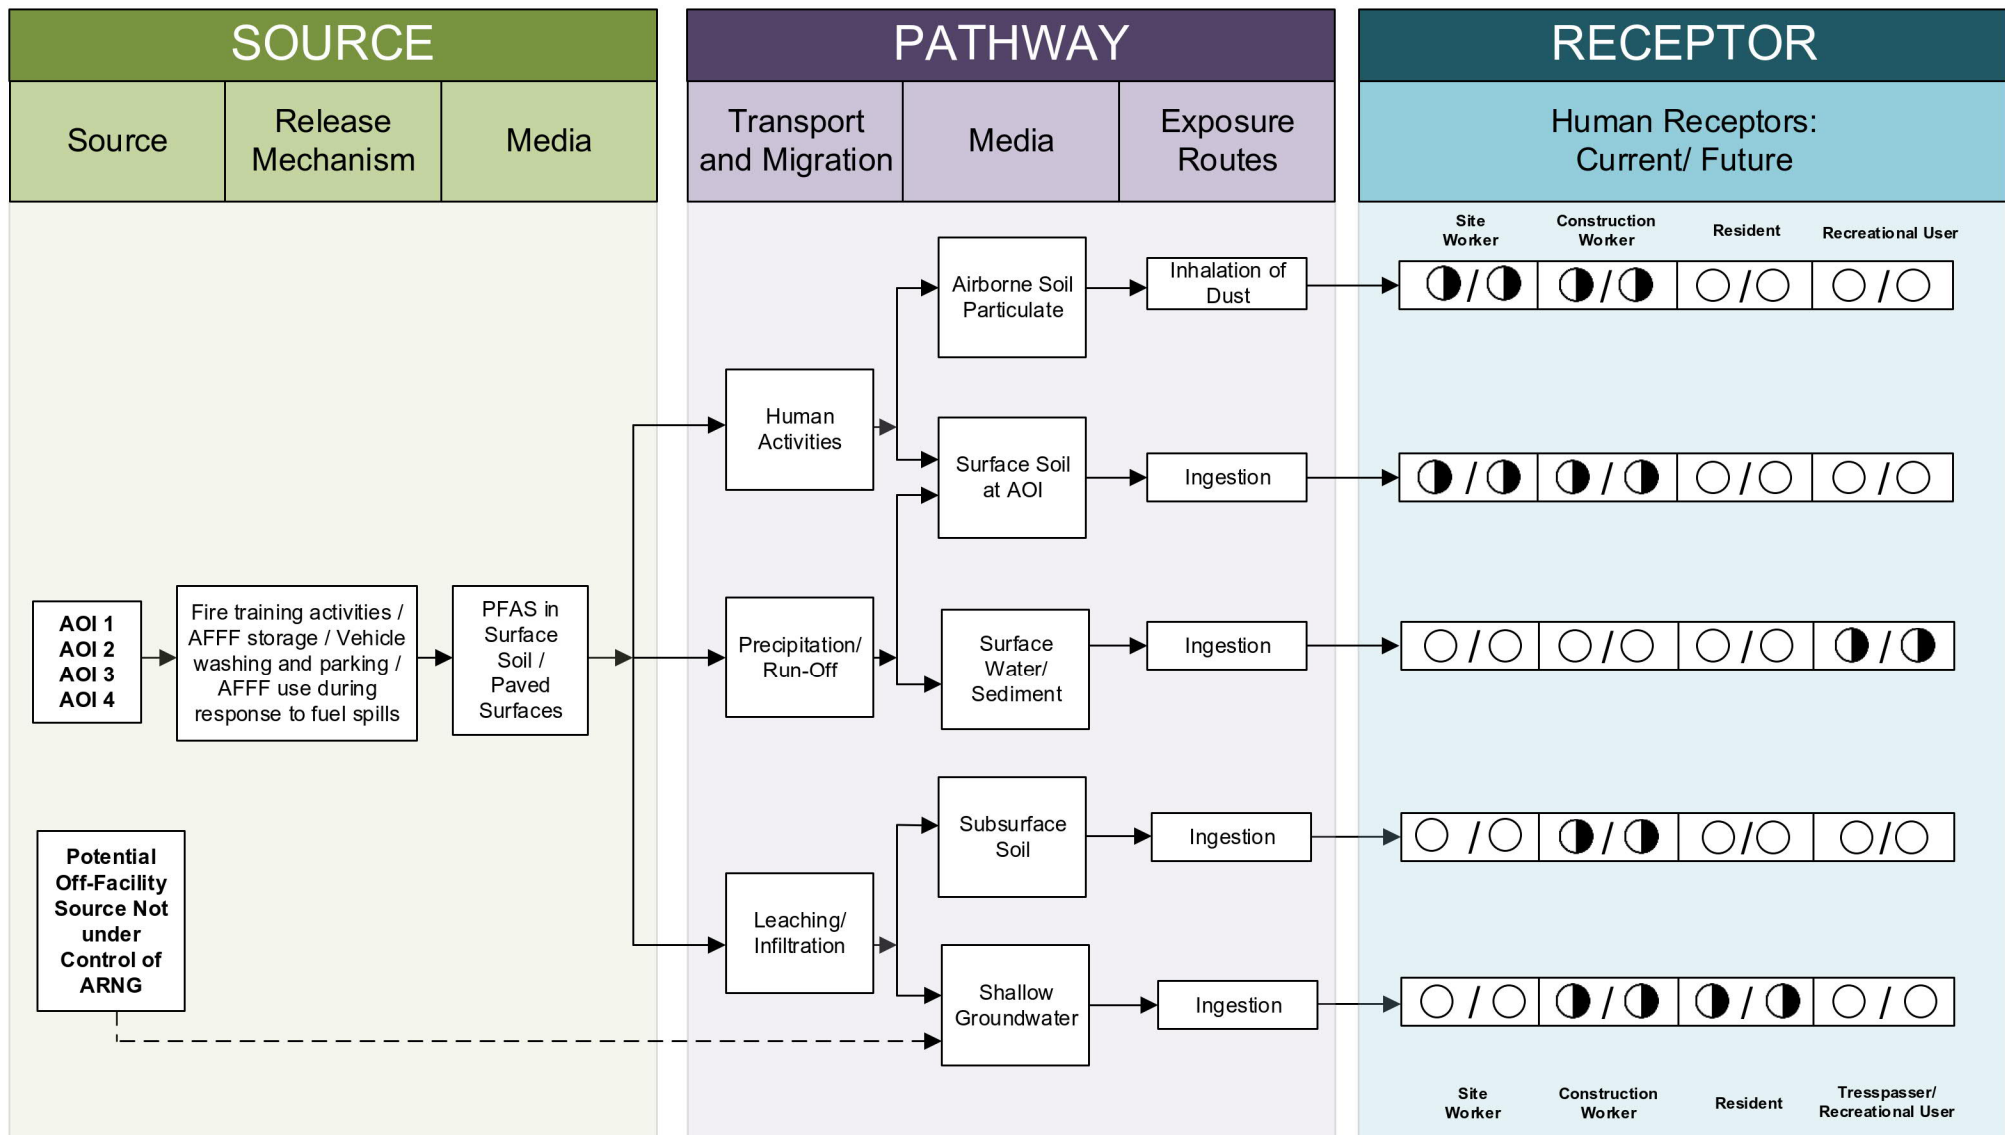 SOURCE
PATHWAY
RECEPTOR
Source
Release
Mechanism
Media
Transport
and Migration
Media
Exposure
Routes
Human Receptors:
Current/ Future
Site
Worker
Construction
Worker
Resident
Recreational User
Airborne Soil
Particulate
Inhalation of
Dust
/
/
/
/
Human
Activities
Surface Soil
at AOI
Ingestion
/
/
/
/
AOI 1
AOI 2
AOI 3
AOI 4
Fire training activities /
AFFF storage / Vehicle
washing and parking /
AFFF use during
response to fuel spills
PFAS in
Surface
Soil /
Paved
Surfaces
Precipitation/
Run-Off
Surface
Water/
Sediment
Ingestion
/
/
/
/
Subsurface
Soil
Ingestion
/
/
/
/
Potential
Off-Facility
Source Not
under
Control of
ARNG
Leaching/
Infiltration
Shallow
Groundwater
Ingestion
/
/
/
/
Site
Worker
Construction
Worker
Resident
Tresspasser/
Recreational User